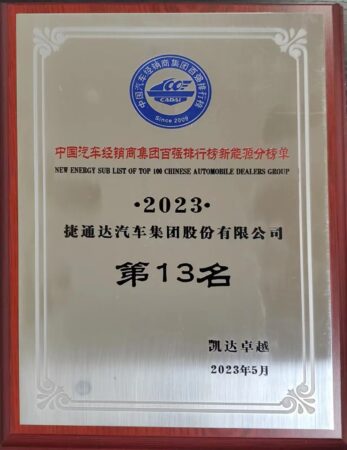 中国汽车经销商集团百强排行榜
CADAI
Since 2009
中国汽车经销商集团百强排行榜新能源分榜单
NEW ENERGY SUB LIST OF TOP 100 CHINESE AUTOMOBILE DEALERS GROUP
·2023·
捷通达汽车集团股份有限公司
第13名
凯达卓越
2023年5月